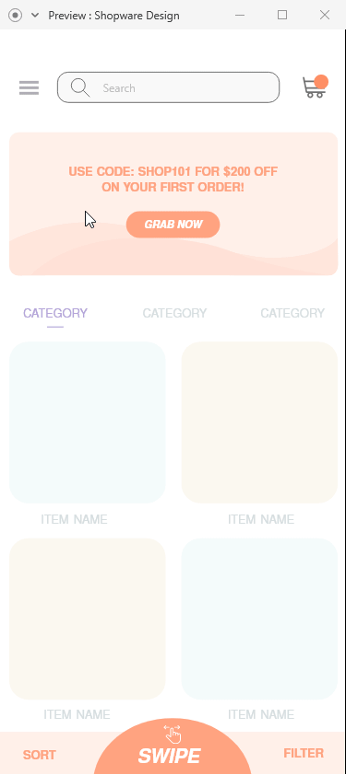 Preview : Shopware Design
Search
USE CODE: SHOP101 FOR $200 OFF
ON YOUR FIRST ORDER!
GRAB NOW
CATEGORY CATEGORY CATEGORY
ITEM NAME ITEM NAME
ITEM NAME ITEM NAME
SORT SWIPE FILTER